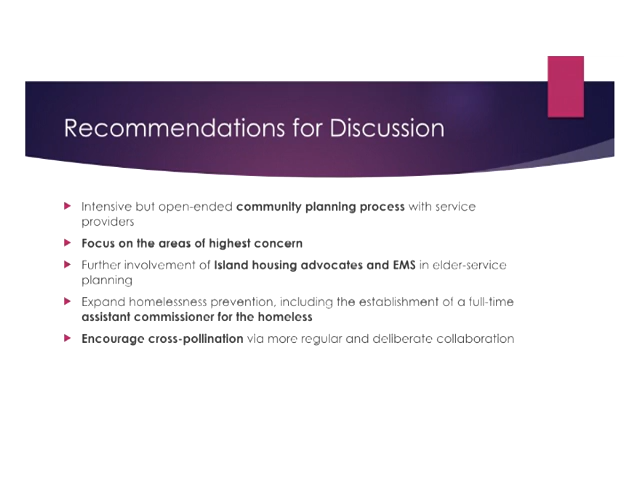 Recommendations for Discussion
Intensive but open-ended community planning process with service
providers
Focus on the areas of highest concern
Further involvement of Island housing advocates and EMS in elder-service
planning
Expand homelessness prevention, including the establishment of a full-time
assistant commissioner for the homeless
Encourage cross-pollination via more regular and deliberate collaboration